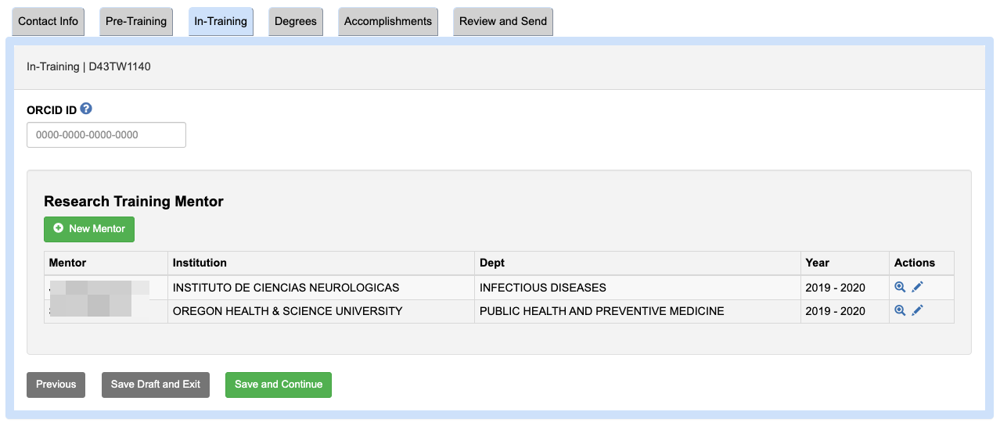 Contact Info Pre-Training In-Training Degrees Accomplishments Review and Send
In-Training | D43TW1140
ORCID ID
0000-0000-0000-0000
Research Training Mentor
New Mentor
Mentor Institution Dept Year Actions
INSTITUTO DE CIENCIAS NEUROLOGICAS INFECTIOUS DISEASES 2019 - 2020
OREGON HEALTH & SCIENCE UNIVERSITY PUBLIC HEALTH AND PREVENTIVE MEDICINE 2019 - 2020
Previous Save Draft and Exit Save and Continue